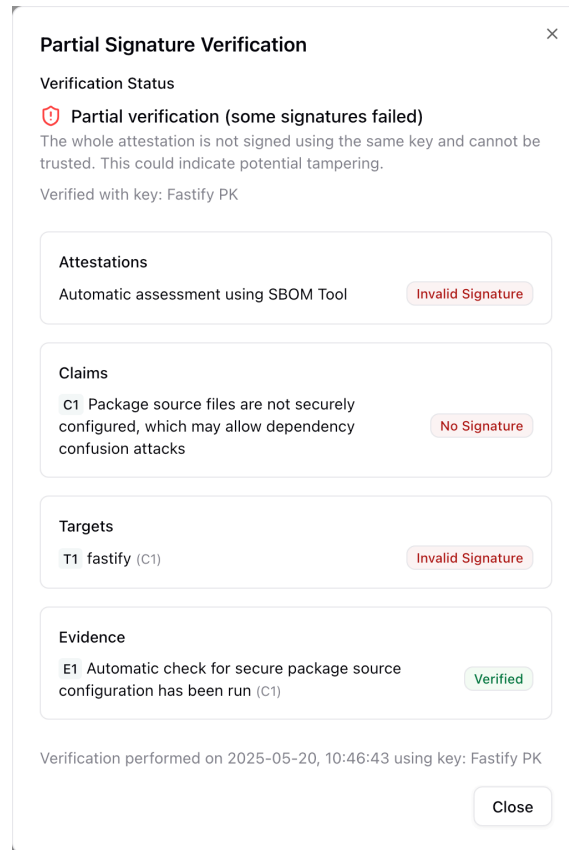 Partial Signature Verification
Verification Status
Partial verification (some signatures failed)
The whole attestation is not signed using the same key and cannot be
trusted. This could indicate potential tampering.
Verified with key: Fastify PK
Attestations
Automatic assessment using SBOM Tool
Invalid Signature
Claims
C1 Package source files are not securely
configured, which may allow dependency
confusion attacks
No Signature
Targets
T1 fastify (C1)
Invalid Signature
Evidence
E1 Automatic check for secure package source
configuration has been run (C1)
Verified
Verification performed on 2025-05-20, 10:46:43 using key: Fastify PK
Close